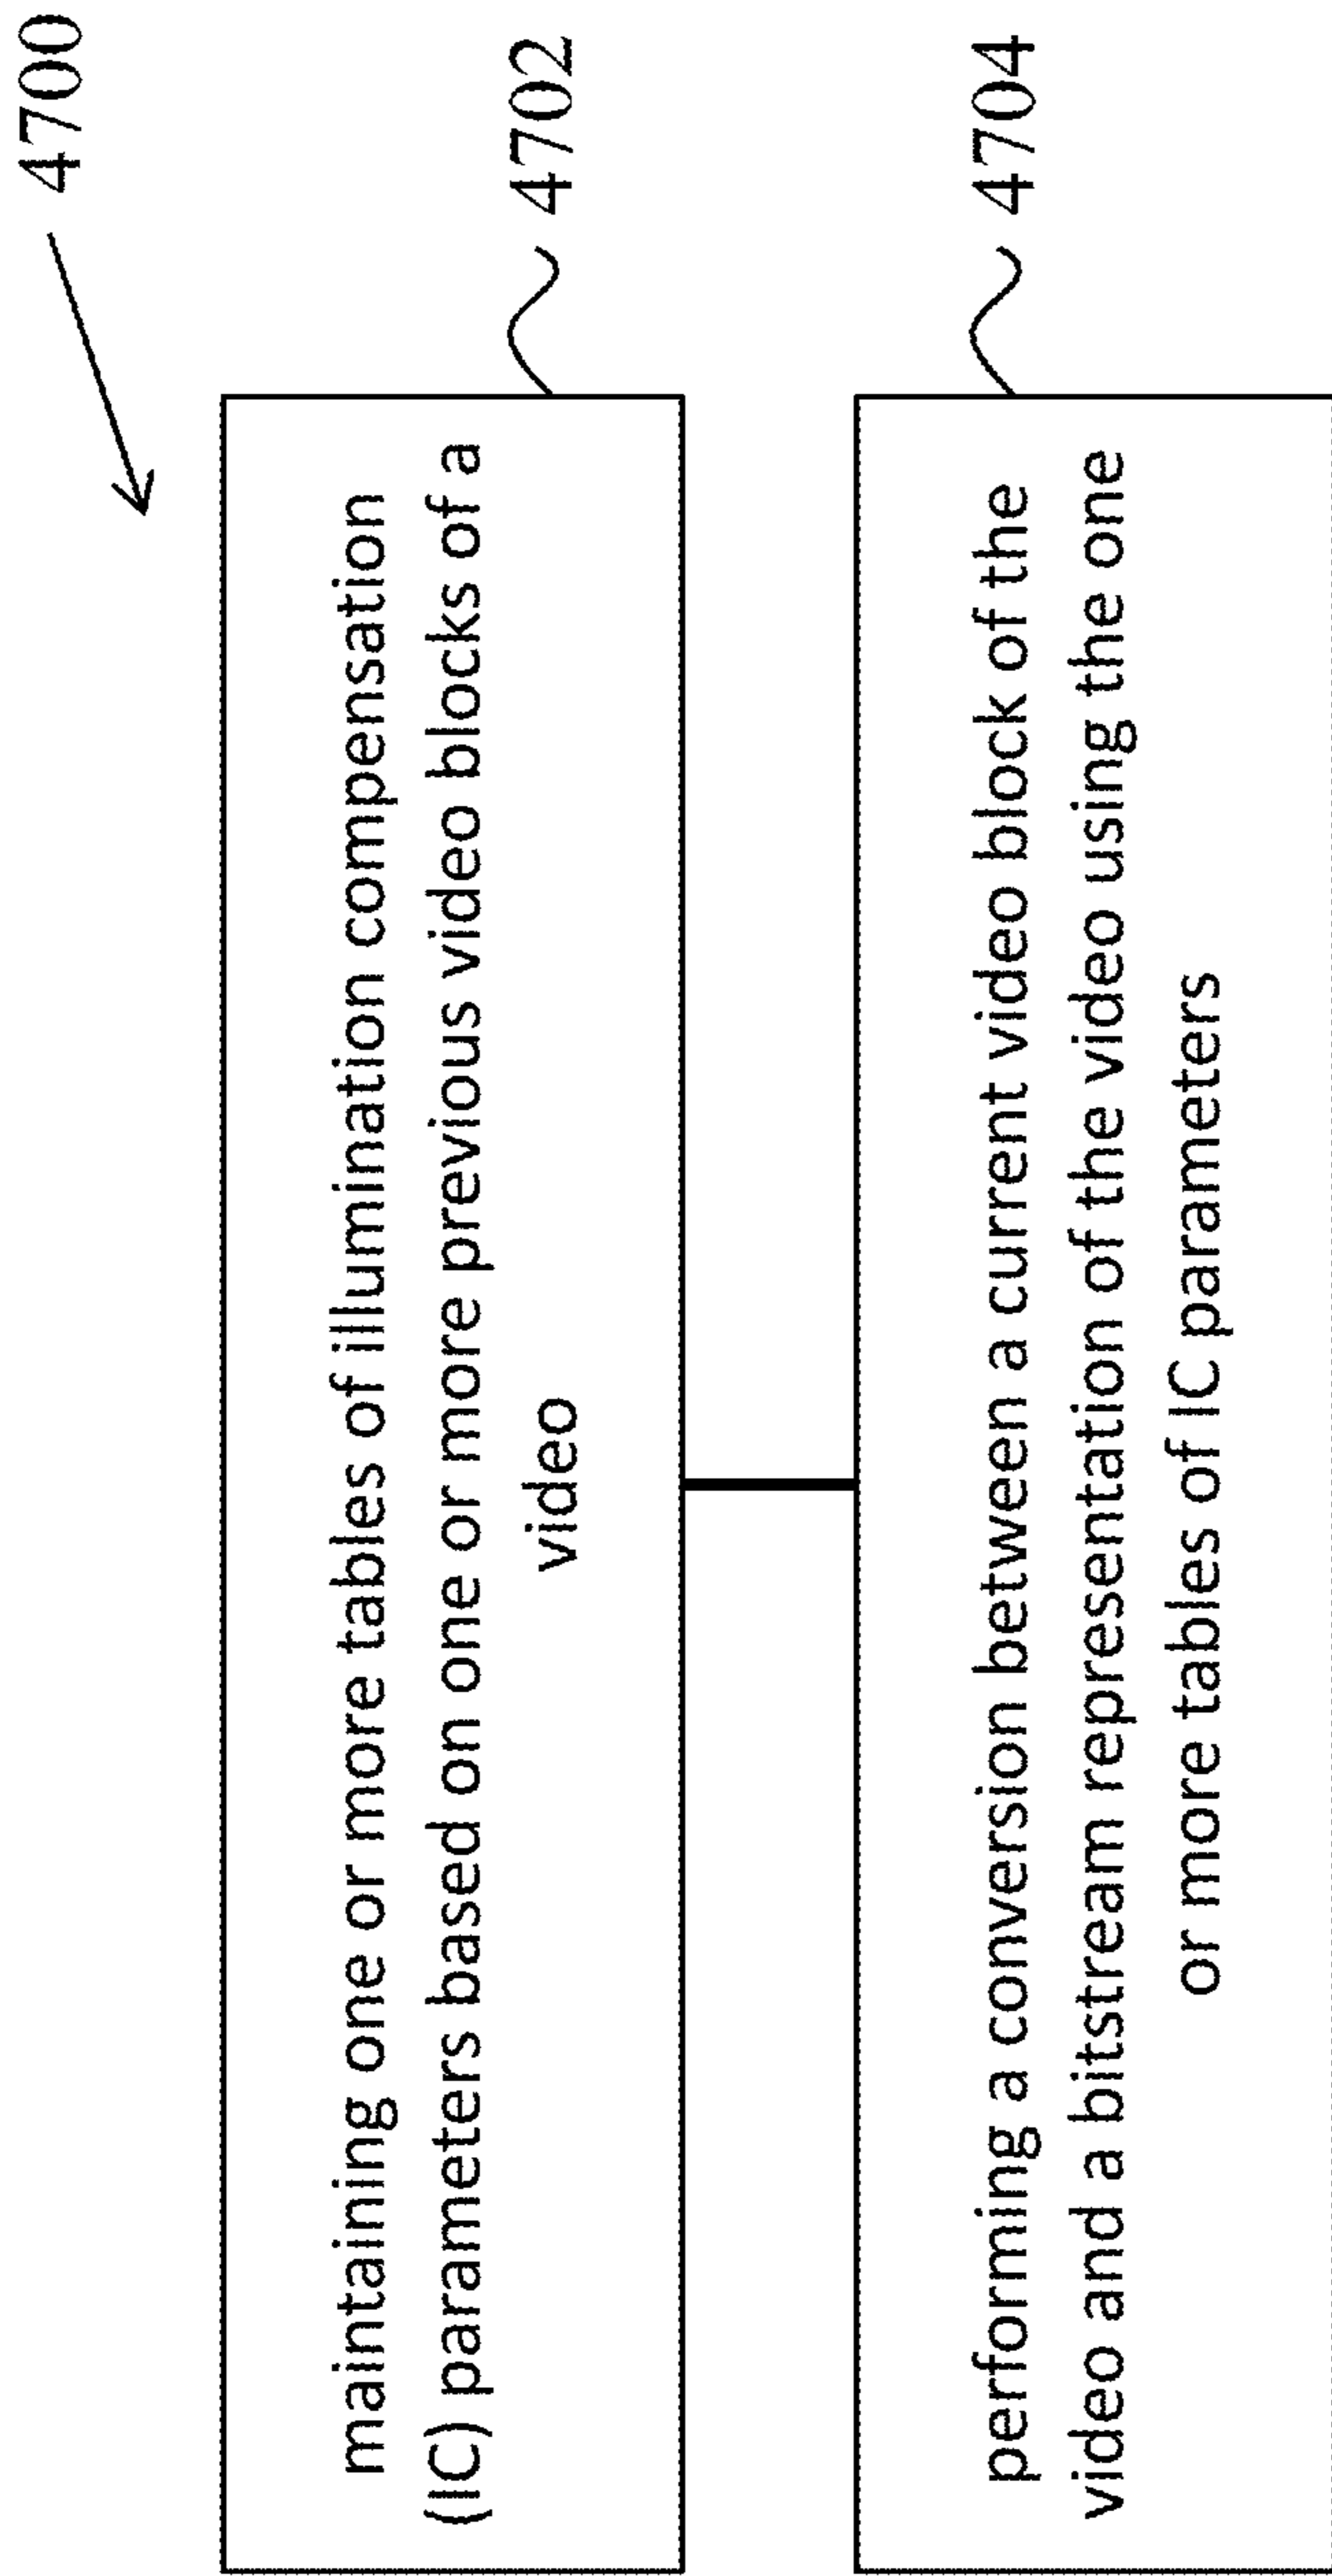 4700
maintaining one or more tables of illumination compensation
(IC) parameters based on one or more previous video blocks of a
video
4702
performing a conversion between a current video block of the
video and a bitstream representation of the video using the one
or more tables of IC parameters
4704